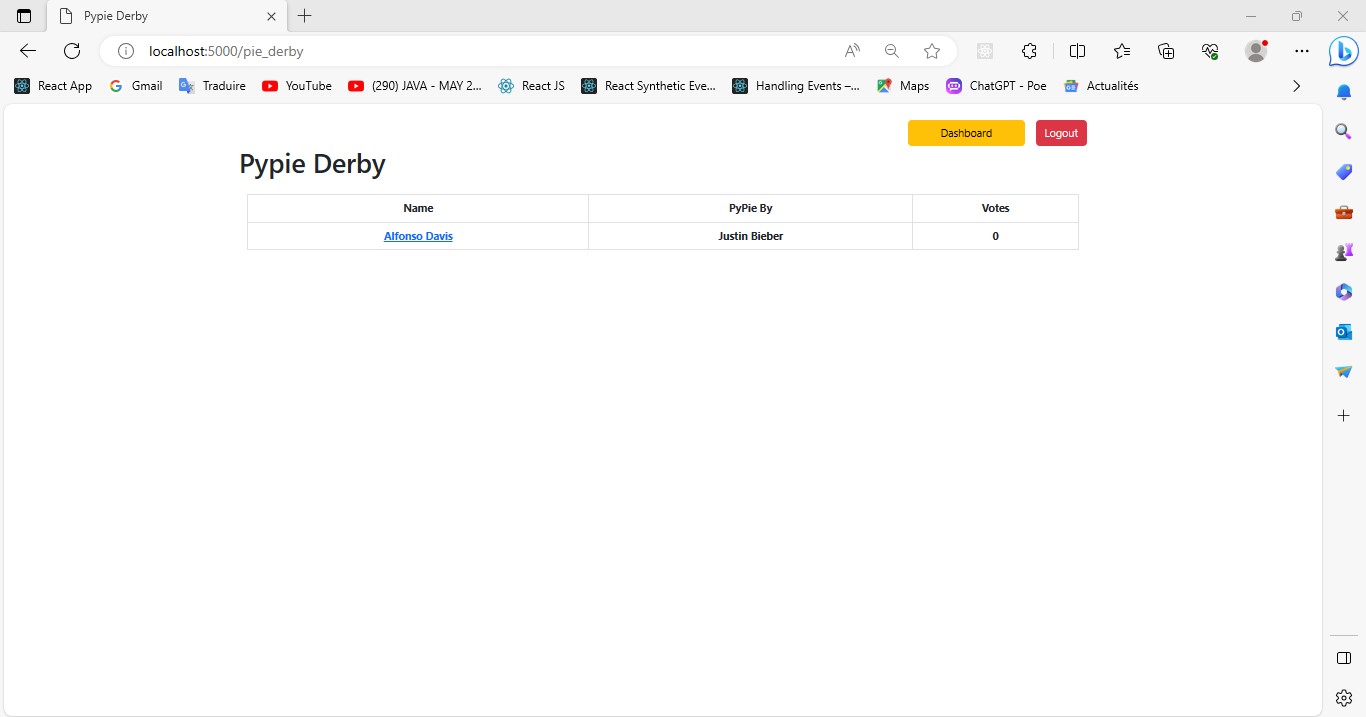 Pypie Derby
localhost:5000/pie_derby
React App Gmail Traduire YouTube (290) JAVA - MAY 2... React JS React Synthetic Eve... Handling Events –... Maps ChatGPT - Poe Actualités
Dashboard Logout
Pypie Derby
Name PyPie By Votes
Alfonso Davis Justin Bieber 0